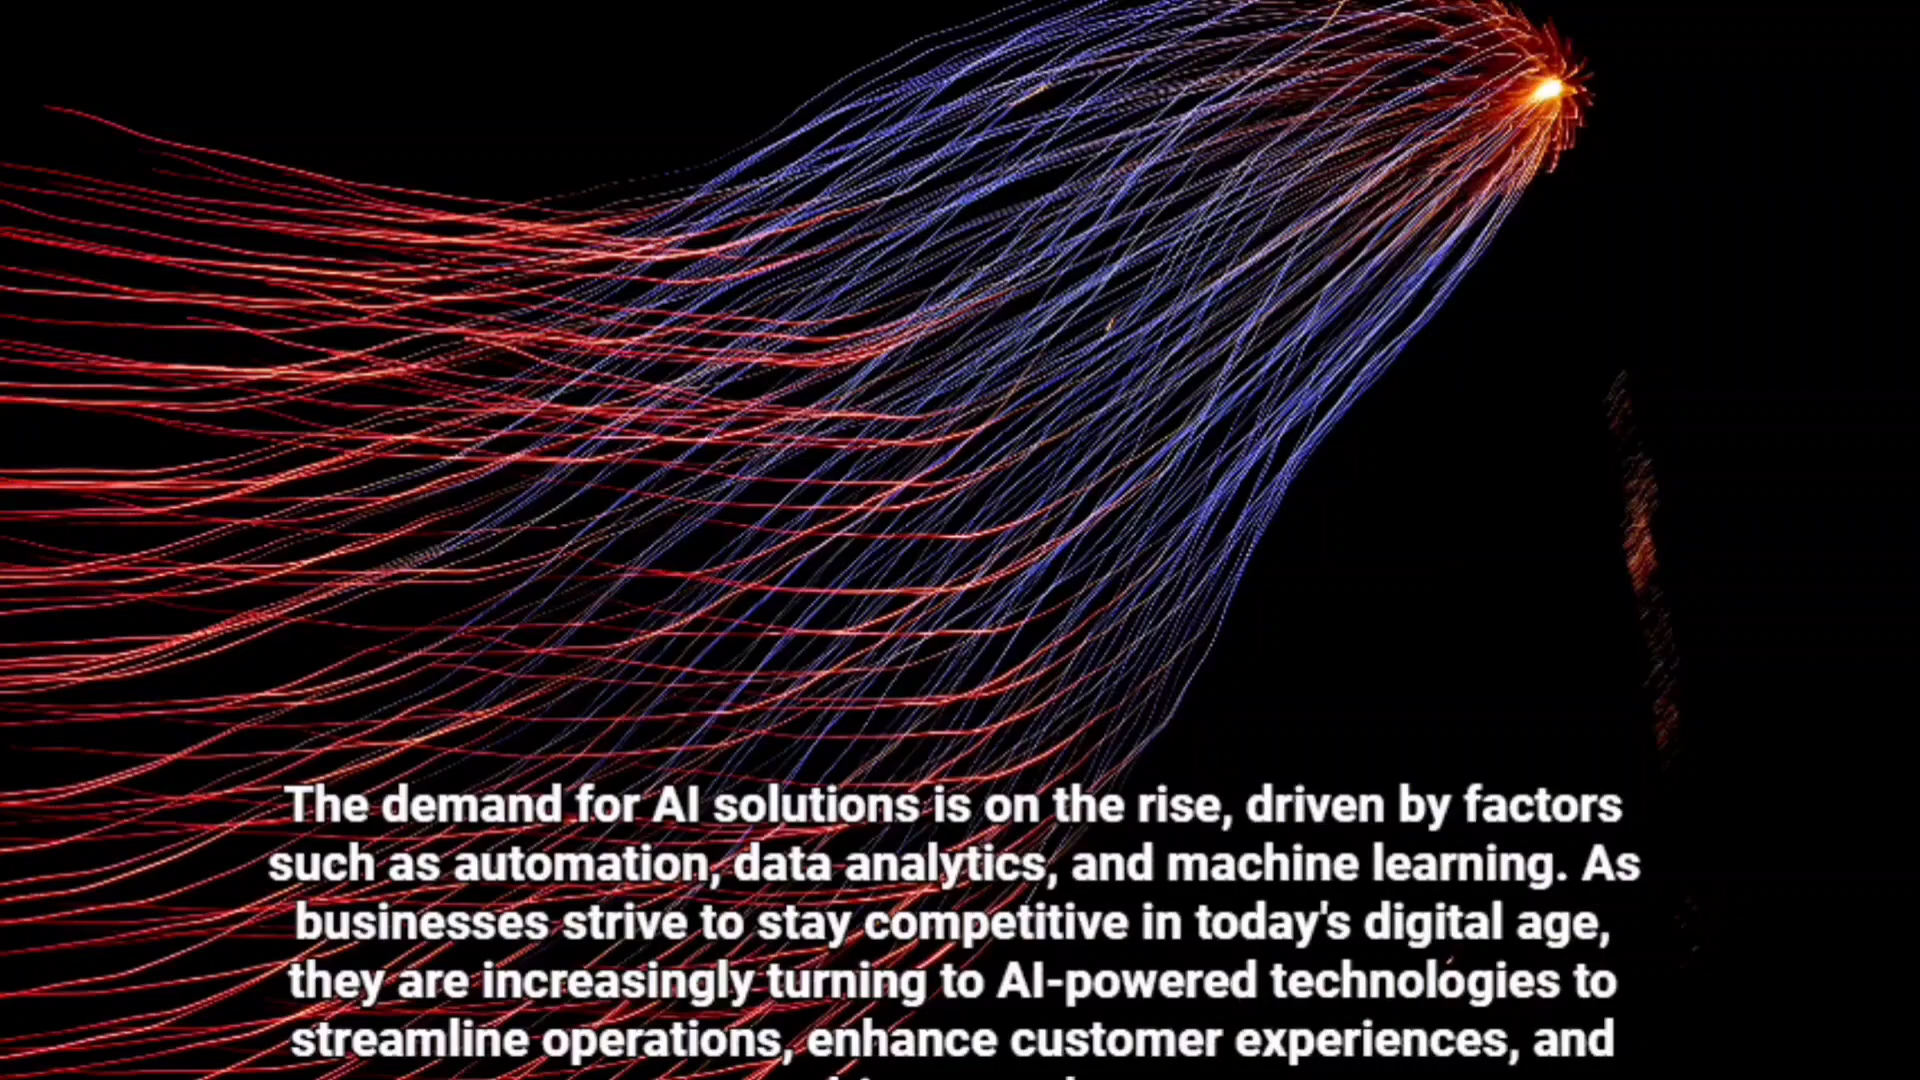 The demand for AI solutions is on the rise, driven by factors
such as automation, data analytics, and machine learning. As
businesses strive to stay competitive in today's digital age,
they are increasingly turning to AI-powered technologies to
streamline operations, enhance customer experiences, and